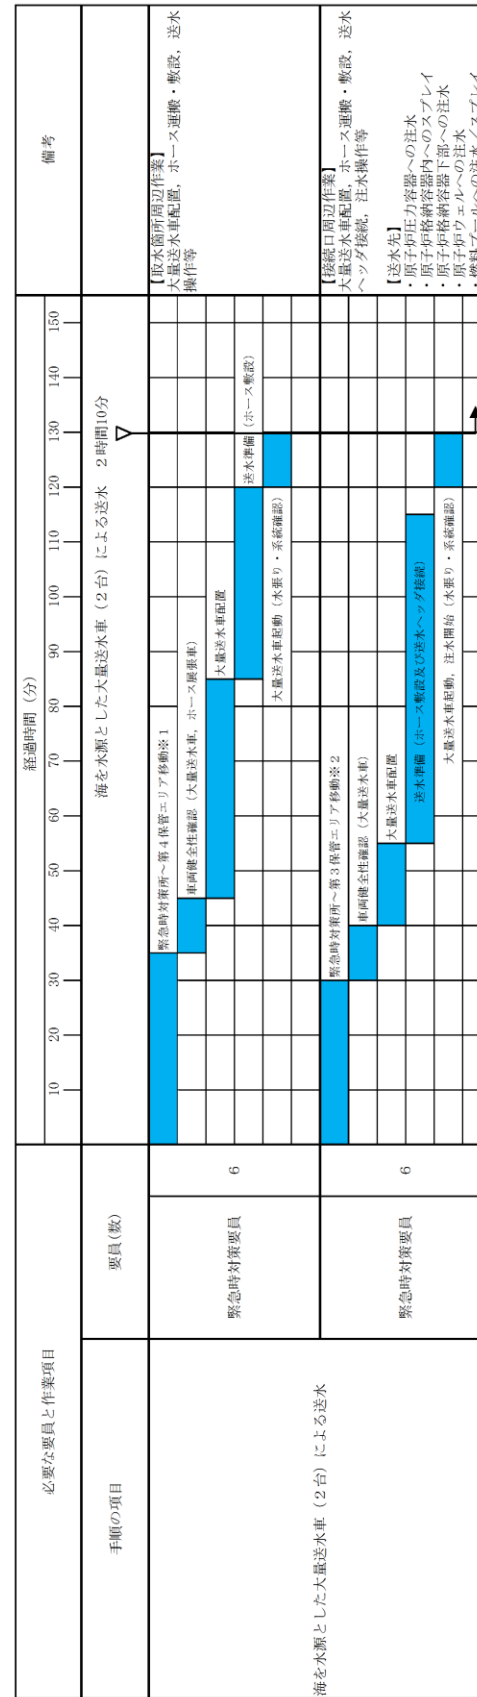 必要な要員と作業項目
経過時間（分）
備考
手順の項目
要員(数)
10 20 30 40 50 60 70 80 90 100 110 120 130 140 150
海を水源とした大量送水車（２台）による送水　２時間10分
海を水源とした大量送水車（２台）による送水
緊急時対策要員
6
緊急時対策所～第４保管エリア移動※１
車両健全性確認（大量送水車，ホース展張車）
大量送水車配置
送水準備（ホース敷設）
大量送水車起動（水張り・系統確認）
【取水箇所周辺作業】
大量送水車配置，ホース運搬・敷設，送水
操作等
緊急時対策要員
6
緊急時対策所～第３保管エリア移動※２
車両健全性確認（大量送水車）
大量送水車配置
送水準備（ホース敷設及び送水ヘッダ接続）
大量送水車起動，注水開始（水張り・系統確認）
【接続口周辺作業】
大量送水車配置，ホース運搬・敷設，送水
ヘッダ接続，注水操作等
【送水先】
・原子炉圧力容器への注水
・原子炉格納容器内へのスプレイ
・原子炉格納容器下部への注水
・原子炉ウェルへの注水
・燃料プールへの注水／スプレイ